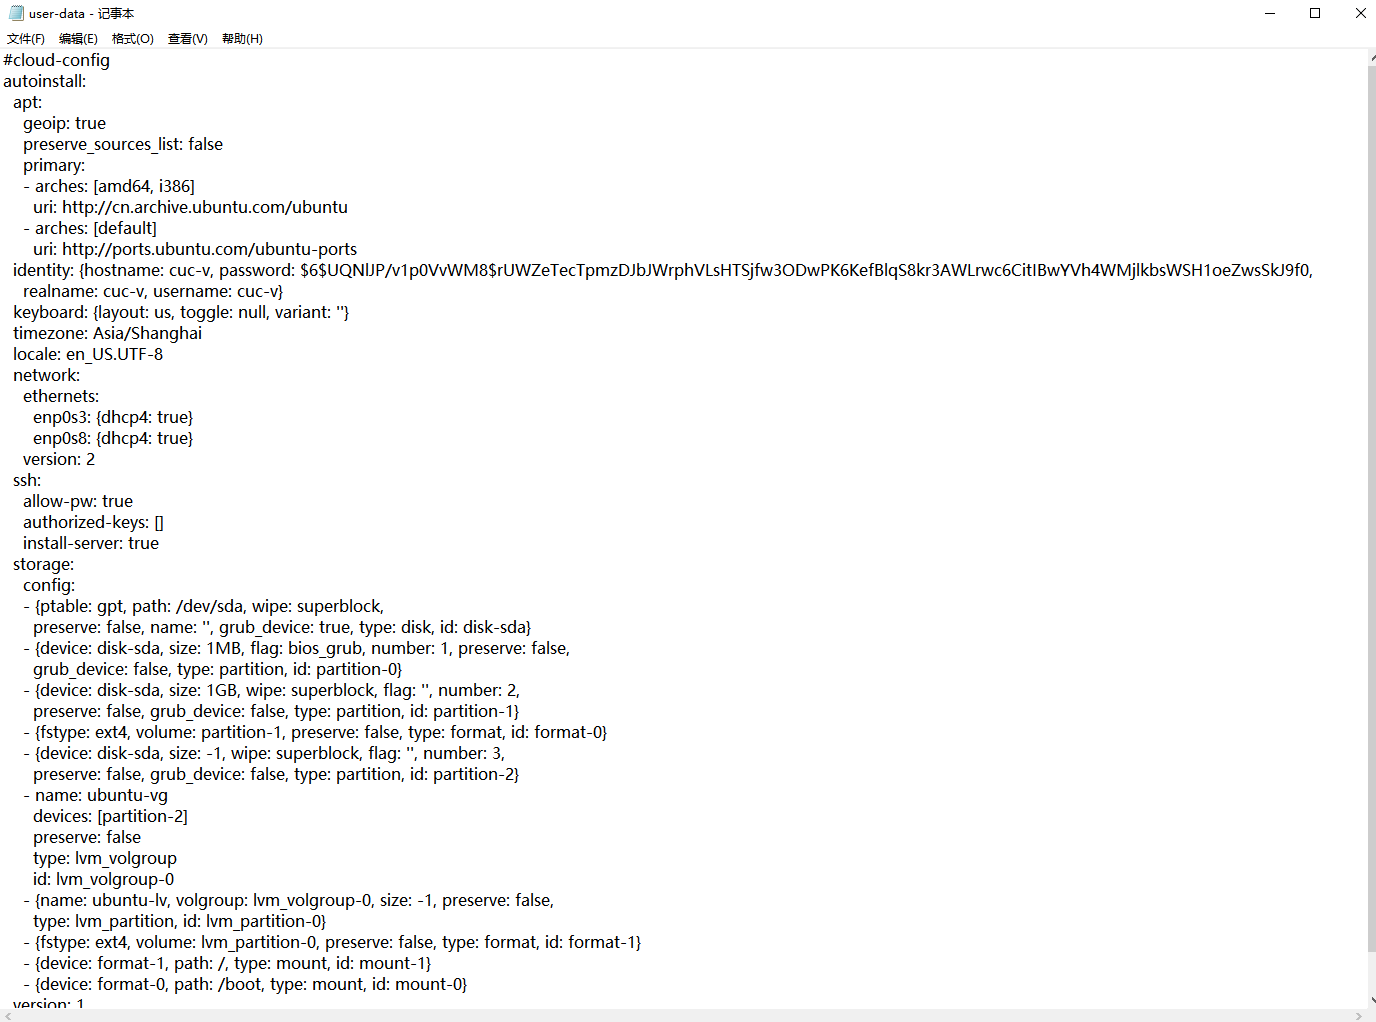 user-data - 记事本
文件(F) 编辑(E) 格式(O) 查看(V) 帮助(H)
#cloud-config
autoinstall:
  apt:
    geoip: true
    preserve_sources_list: false
    primary:
    - arches: [amd64, i386]
      uri: http://cn.archive.ubuntu.com/ubuntu
    - arches: [default]
      uri: http://ports.ubuntu.com/ubuntu-ports
  identity: {hostname: cuc-v, password: $6$UQNlJP/v1p0VvWM8$rUWZeTecTpmzDJbJWrphVLsHTSjfw3ODwPK6KefBlqS8kr3AWLrwc6CitIBwYVh4WMjlkbsWSH1oeZwsSkJ9f0,
    realname: cuc-v, username: cuc-v}
  keyboard: {layout: us, toggle: null, variant: ''}
  timezone: Asia/Shanghai
  locale: en_US.UTF-8
  network:
    ethernets:
      enp0s3: {dhcp4: true}
      enp0s8: {dhcp4: true}
    version: 2
  ssh:
    allow-pw: true
    authorized-keys: []
    install-server: true
  storage:
    config:
    - {ptable: gpt, path: /dev/sda, wipe: superblock,
      preserve: false, name: '', grub_device: true, type: disk, id: disk-sda}
    - {device: disk-sda, size: 1MB, flag: bios_grub, number: 1, preserve: false,
      grub_device: false, type: partition, id: partition-0}
    - {device: disk-sda, size: 1GB, wipe: superblock, flag: '', number: 2,
      preserve: false, grub_device: false, type: partition, id: partition-1}
    - {fstype: ext4, volume: partition-1, preserve: false, type: format, id: format-0}
    - {device: disk-sda, size: -1, wipe: superblock, flag: '', number: 3,
      preserve: false, grub_device: false, type: partition, id: partition-2}
    - name: ubuntu-vg
      devices: [partition-2]
      preserve: false
      type: lvm_volgroup
      id: lvm_volgroup-0
    - {name: ubuntu-lv, volgroup: lvm_volgroup-0, size: -1, preserve: false,
      type: lvm_partition, id: lvm_partition-0}
    - {fstype: ext4, volume: lvm_partition-0, preserve: false, type: format, id: format-1}
    - {device: format-1, path: /, type: mount, id: mount-1}
    - {device: format-0, path: /boot, type: mount, id: mount-0}
  version: 1